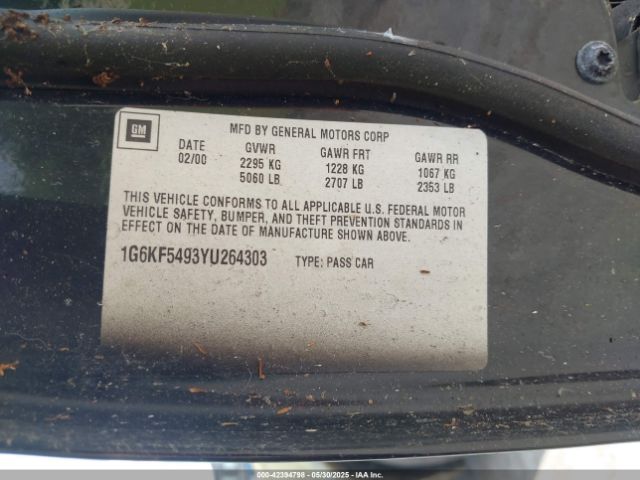 GM
MFD BY GENERAL MOTORS CORP
DATE GVWR GAWR FRT GAWR RR
02/00 2295 KG 1228 KG 1067 KG
5060 LB 2707 LB 2353 LB
THIS VEHICLE CONFORMS TO ALL APPLICABLE U.S. FEDERAL MOTOR
VEHICLE SAFETY, BUMPER, AND THEFT PREVENTION STANDARDS IN
EFFECT ON THE DATE OF MANUFACTURE SHOWN ABOVE.
1G6KF5493YU264303 TYPE: PASS CAR
000-42394798 - 05/30/2025 - IAA Inc.